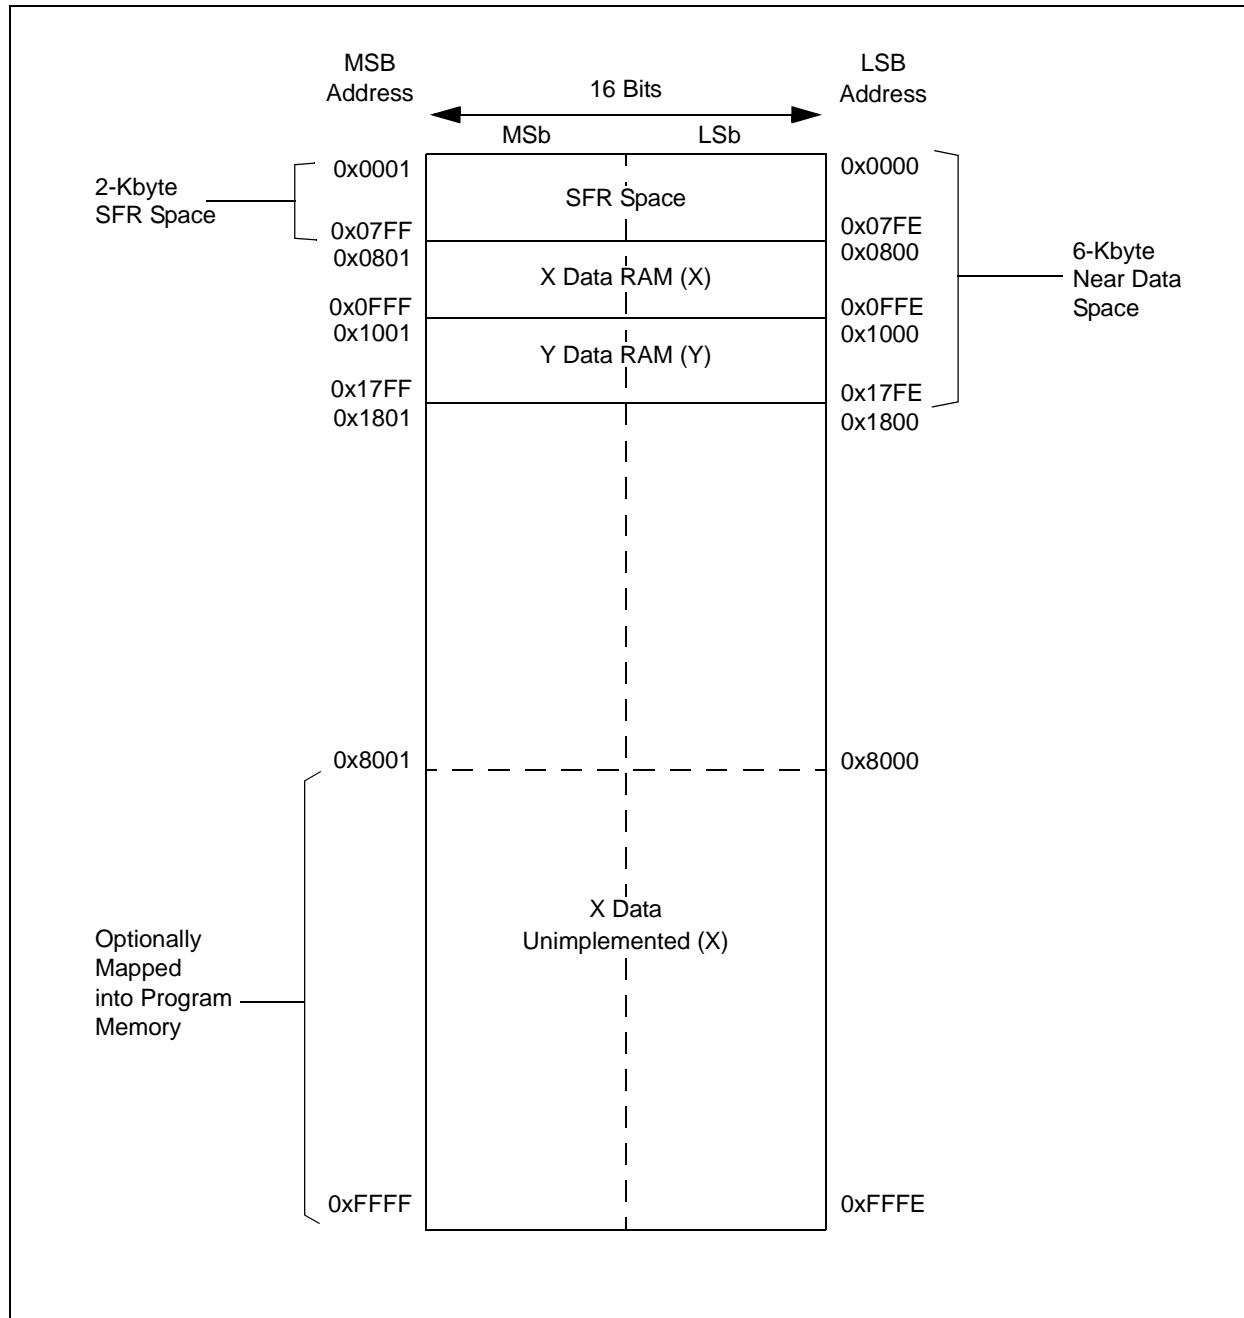 MSB
Address
LSB
Address
16 Bits
MSb
LSb
0x0001
0x0000
2-Kbyte
SFR Space
SFR Space
0x07FF
0x07FE
0x0801
0x0800
6-Kbyte
Near Data
Space
X Data RAM (X)
0x0FFF
0x0FFE
0x1001
0x1000
Y Data RAM (Y)
0x17FF
0x17FE
0x1801
0x1800
0x8001
0x8000
X Data
Unimplemented (X)
Optionally
Mapped
into Program
Memory
0xFFFF
0xFFFE